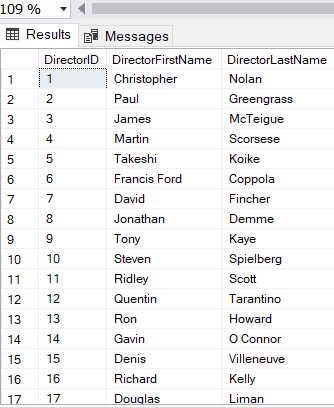 109 %
Results Messages
DirectorID DirectorFirstName DirectorLastName
1 1 Christopher Nolan
2 2 Paul Greengrass
3 3 James McTeigue
4 4 Martin Scorsese
5 5 Takeshi Koike
6 6 Francis Ford Coppola
7 7 David Fincher
8 8 Jonathan Demme
9 9 Tony Kaye
10 10 Steven Spielberg
11 11 Ridley Scott
12 12 Quentin Tarantino
13 13 Ron Howard
14 14 Gavin O Connor
15 15 Denis Villeneuve
16 16 Richard Kelly
17 17 Douglas Liman